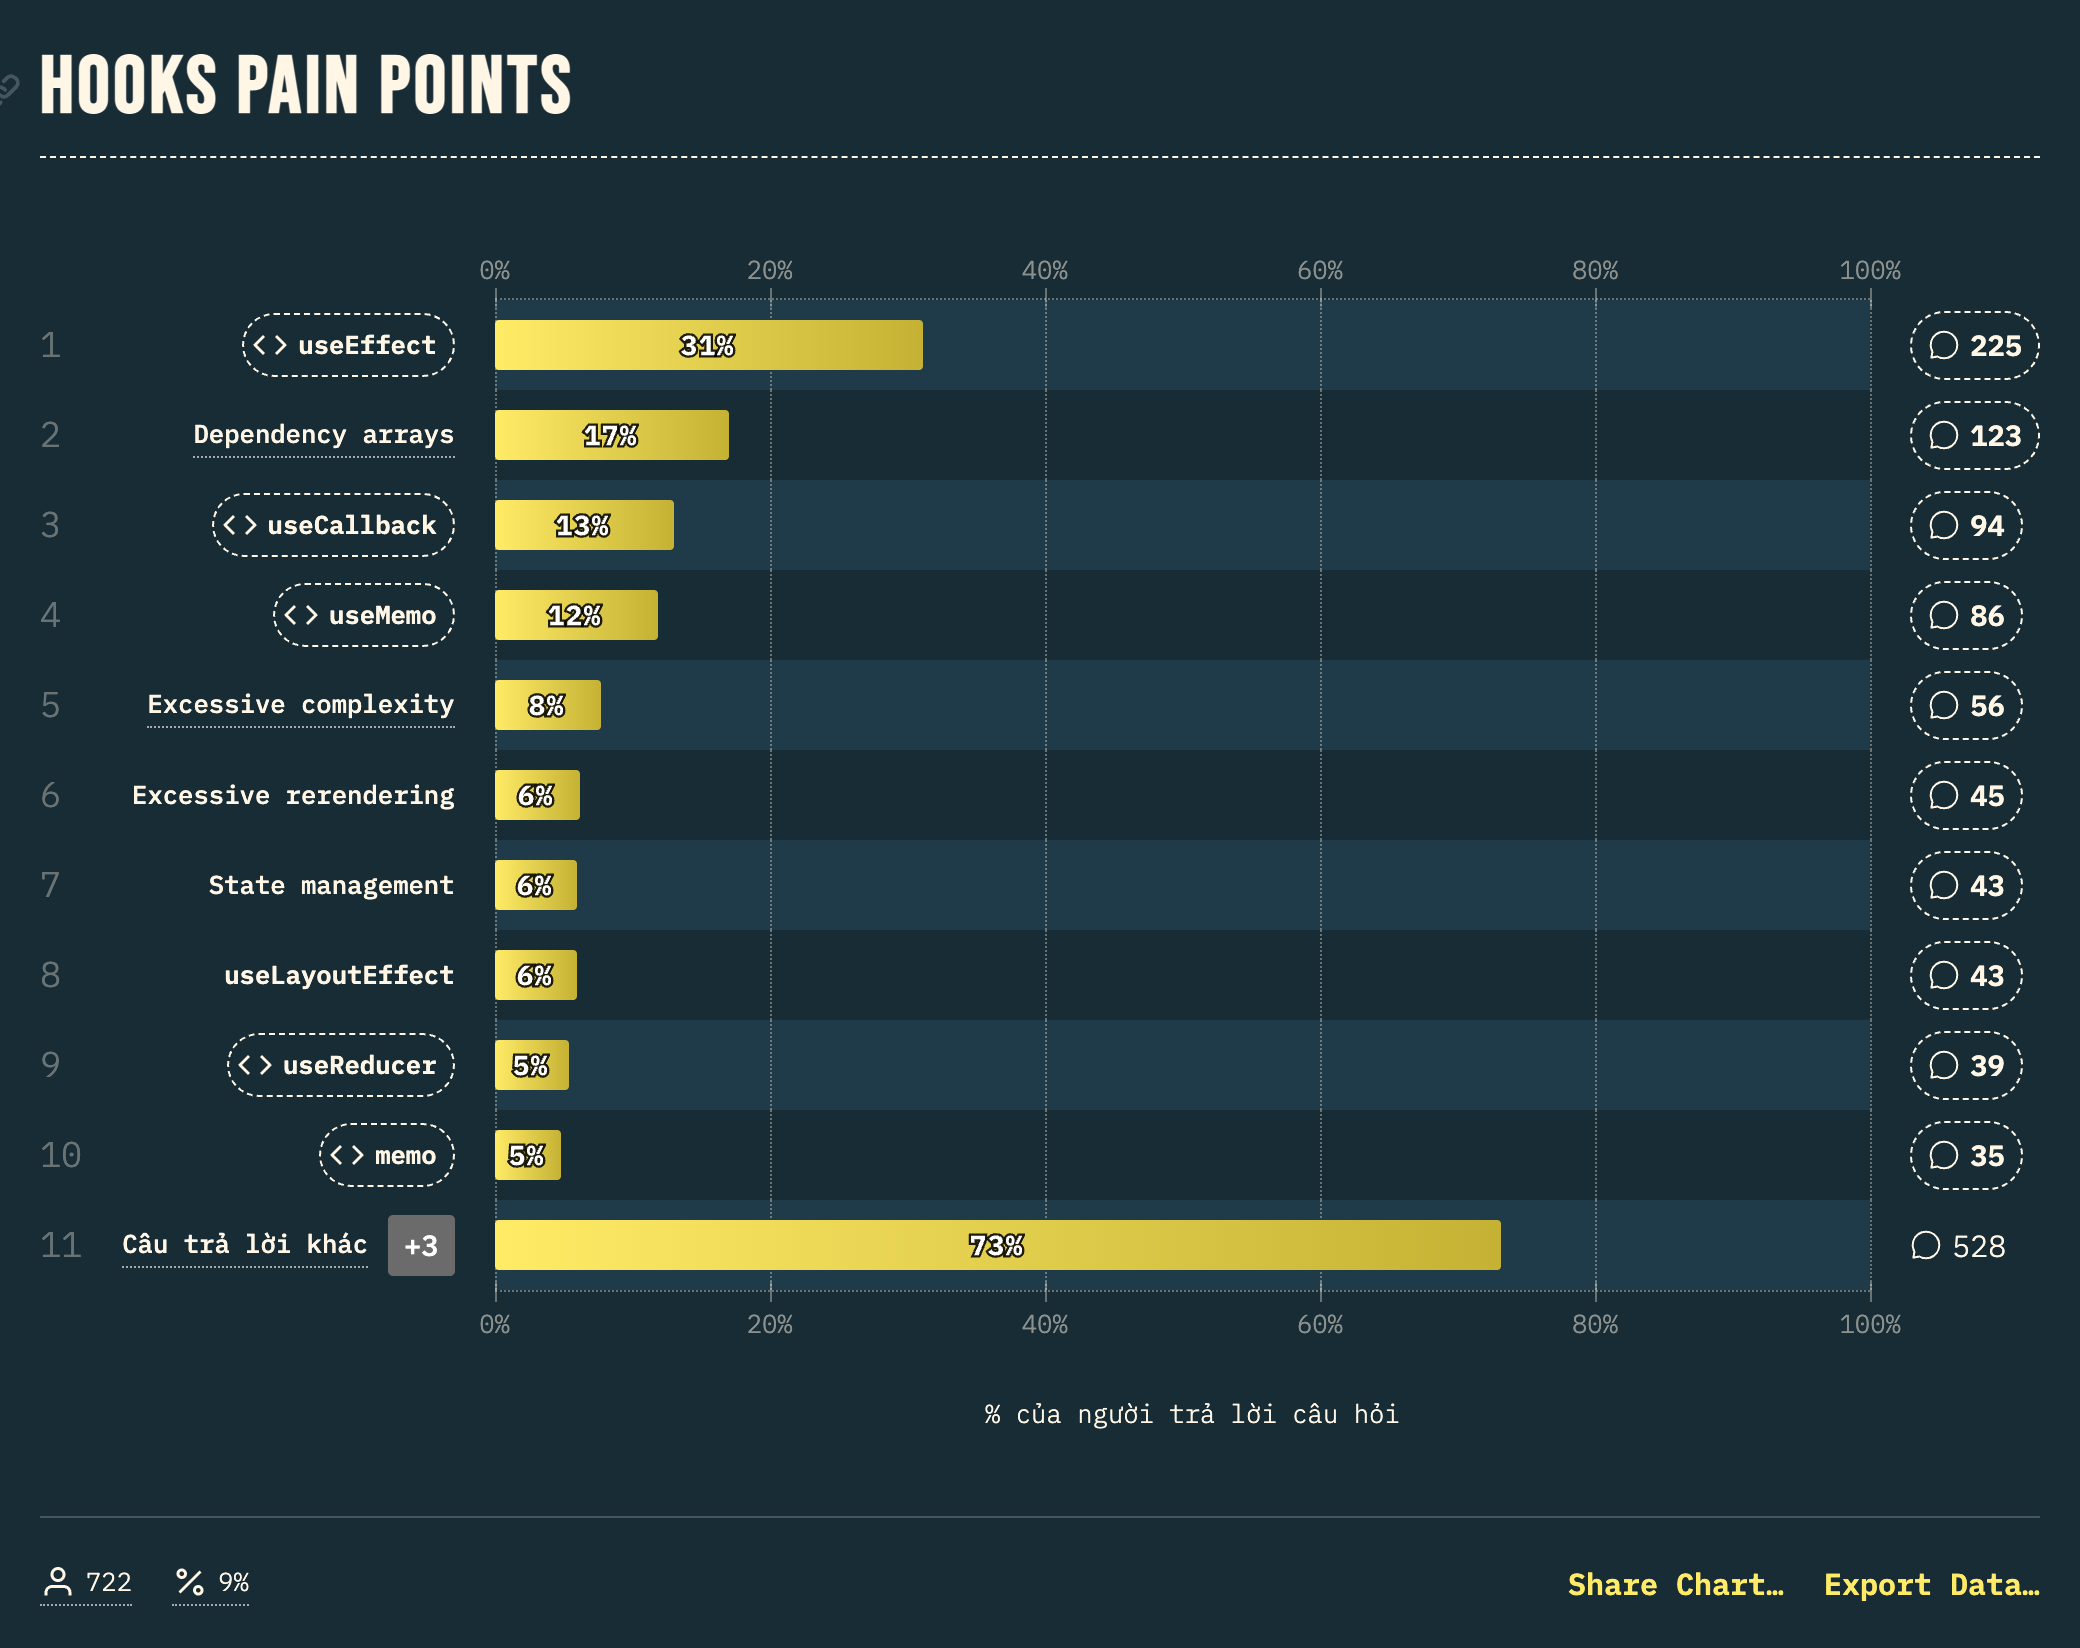 HOOKS PAIN POINTS
0% 20% 40% 60% 80% 100%
1 <> useEffect 31% 225
2 Dependency arrays 17% 123
3 <> useCallback 13% 94
4 <> useMemo 12% 86
5 Excessive complexity 8% 56
6 Excessive rerendering 6% 45
7 State management 6% 43
8 useLayoutEffect 6% 43
9 <> useReducer 5% 39
10 <> memo 5% 35
11 Câu trả lời khác +3 73% 528
0% 20% 40% 60% 80% 100%
% của người trả lời câu hỏi
722 % 9% Share Chart… Export Data…